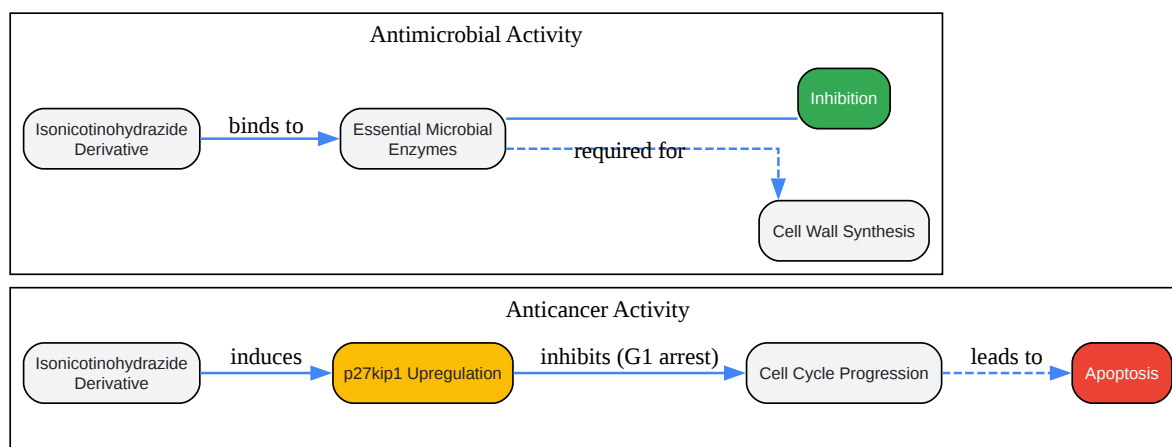 Antimicrobial Activity
Isonicotinohydrazide
Derivative
binds to
Essential Microbial
Enzymes
Inhibition
required for
Cell Wall Synthesis
Anticancer Activity
Isonicotinohydrazide
Derivative
induces
p27kip1 Upregulation
inhibits (G1 arrest)
Cell Cycle Progression
leads to
Apoptosis